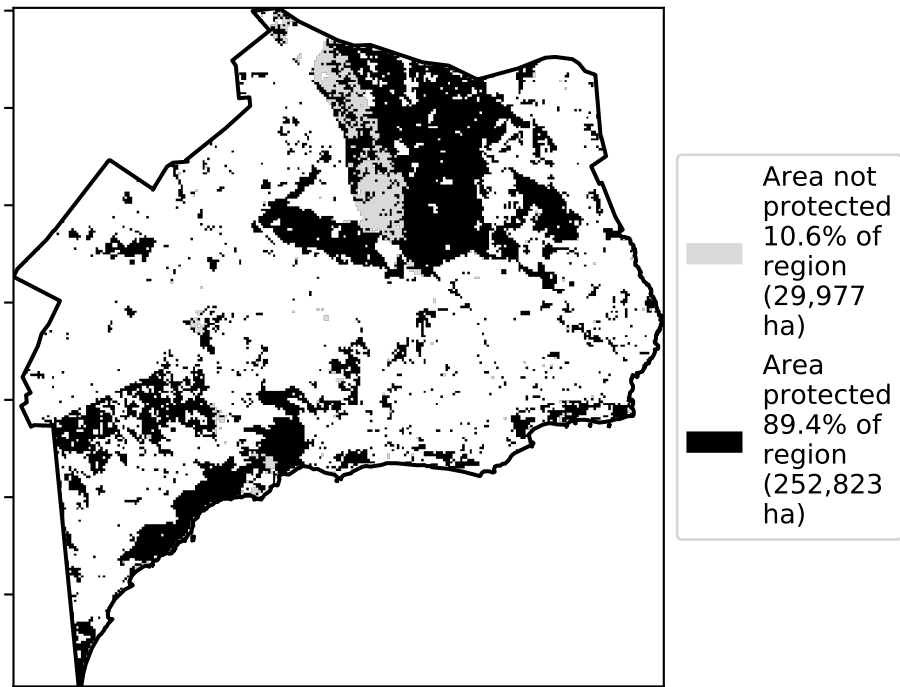 Area not
protected
10.6% of
region
(29,977
ha)
Area
protected
89.4% of
region
(252,823
ha)